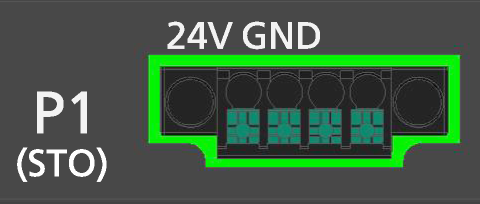 24V GND
P1
(STO)